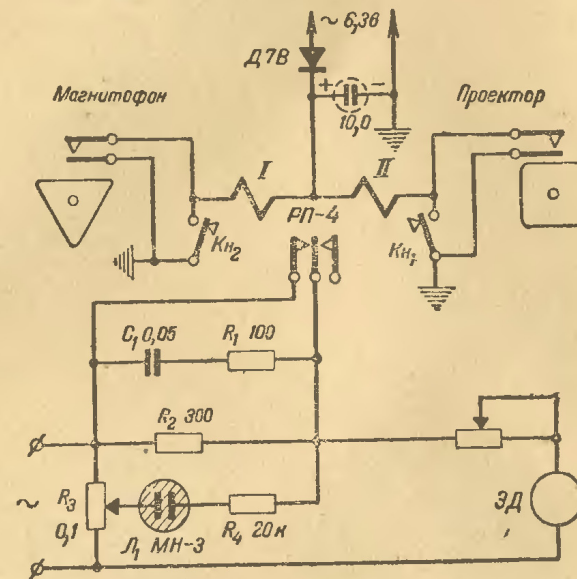 ~ 6,3в
Д7В
+ −
10,0
Магнитофон
Проектор
I
II
РП-4
Кн₂
Кн₁
C₁ 0,05
R₁ 100
R₂ 300
~
R₃
0,1
Л₁ МН-3
R₄ 20к
ЭД